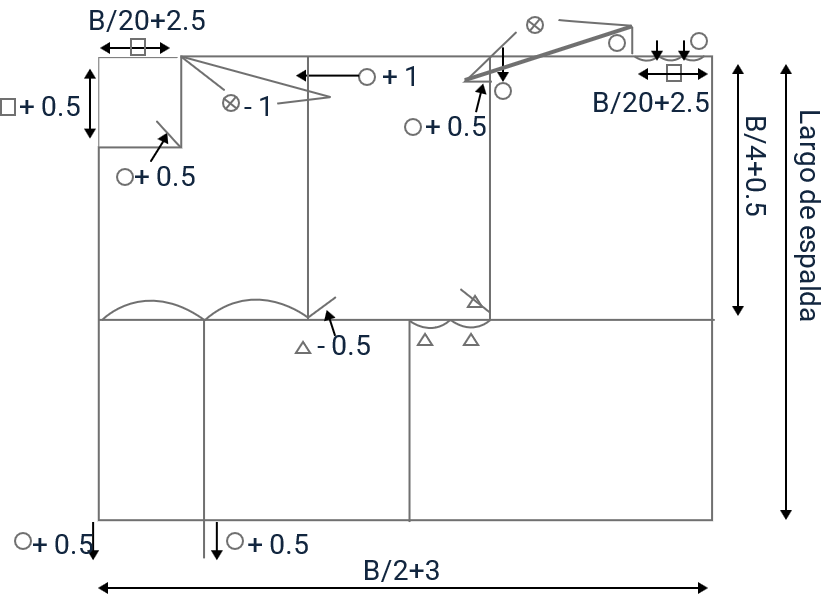 B/20+2.5
□+ 0.5
⊗- 1
○+ 1
○+ 0.5
○+ 0.5
B/20+2.5
B/4+0.5
Largo de espalda
△- 0.5
○+ 0.5
○+ 0.5
B/2+3